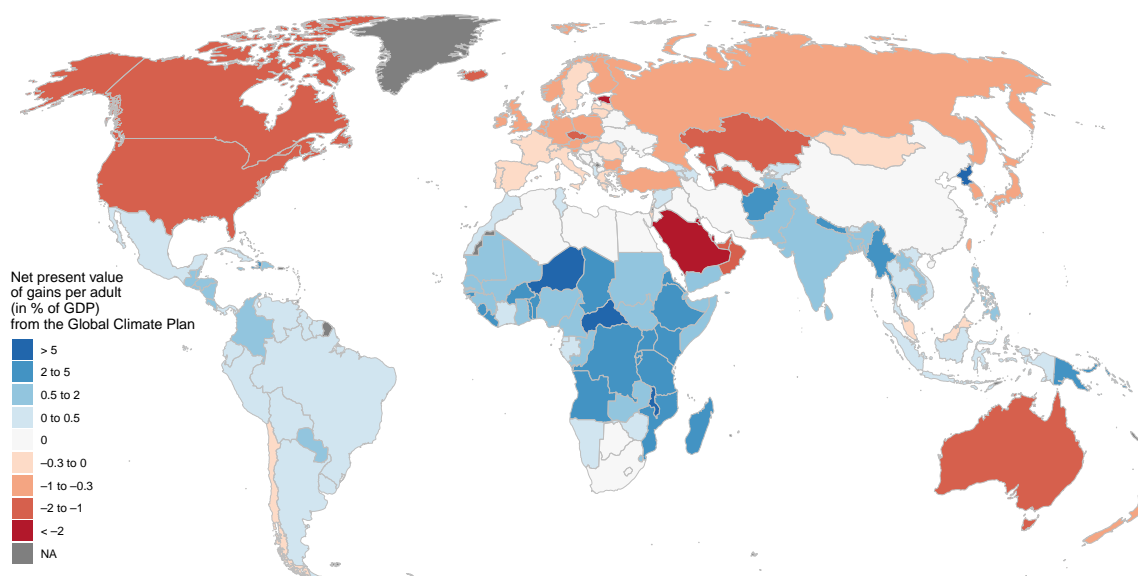 Net present value
of gains per adult
(in % of GDP)
from the Global Climate Plan
> 5
2 to 5
0.5 to 2
0 to 0.5
0
–0.3 to 0
–1 to –0.3
–2 to –1
< –2
NA